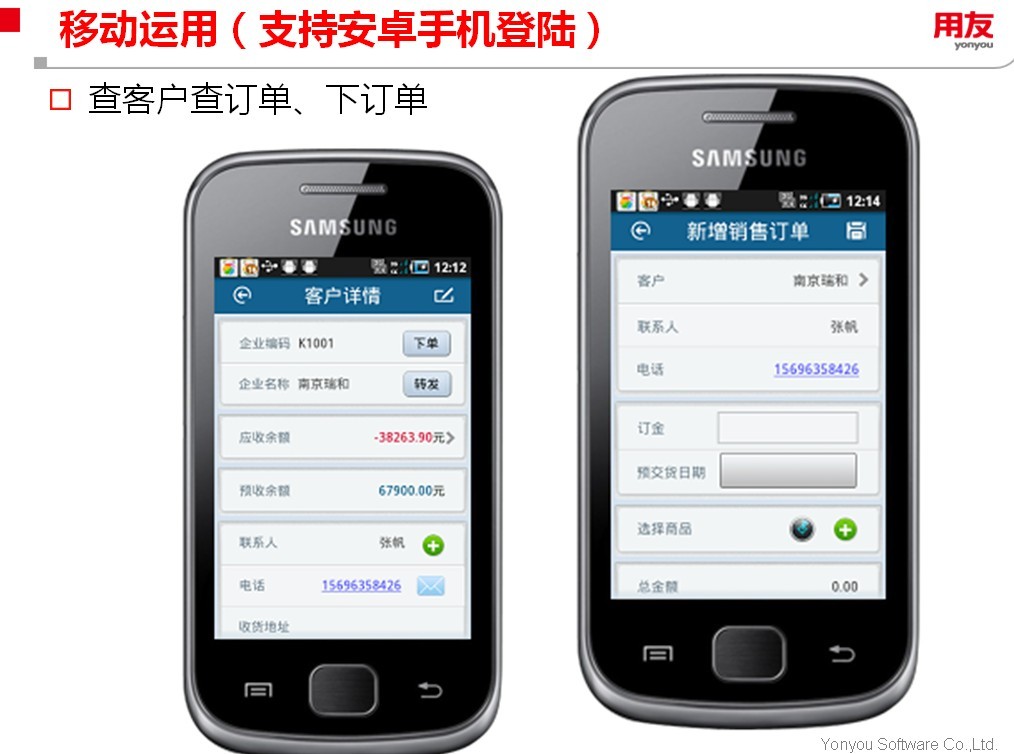 移动运用（支持安卓手机登陆）
用友
yonyou
查客户查订单、下订单
SAMSUNG
12:12
客户详情
企业编码 K1001 下单
企业名称 南京瑞和 转发
应收余额 -38263.90元
预收余额 67900.00元
联系人 张帆
电话 15696358426
收货地址
SAMSUNG
12:14
新增销售订单
客户 南京瑞和
联系人 张帆
电话 15696358426
订金
预交货日期
选择商品
总金额 0.00
Yonyou Software Co.,Ltd.